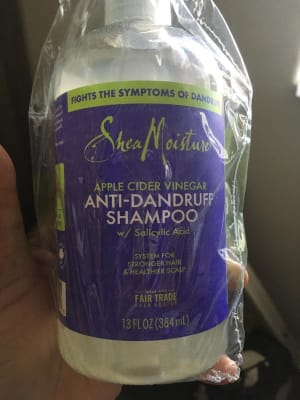 FIGHTS THE SYMPTOMS OF DANDRUFF
SheaMoisture
APPLE CIDER VINEGAR
ANTI-DANDRUFF
SHAMPOO
w/ Salicylic Acid
SYSTEM FOR
STRONGER HAIR
& HEALTHIER SCALP
FAIR TRADE
13 FL OZ (384 mL)